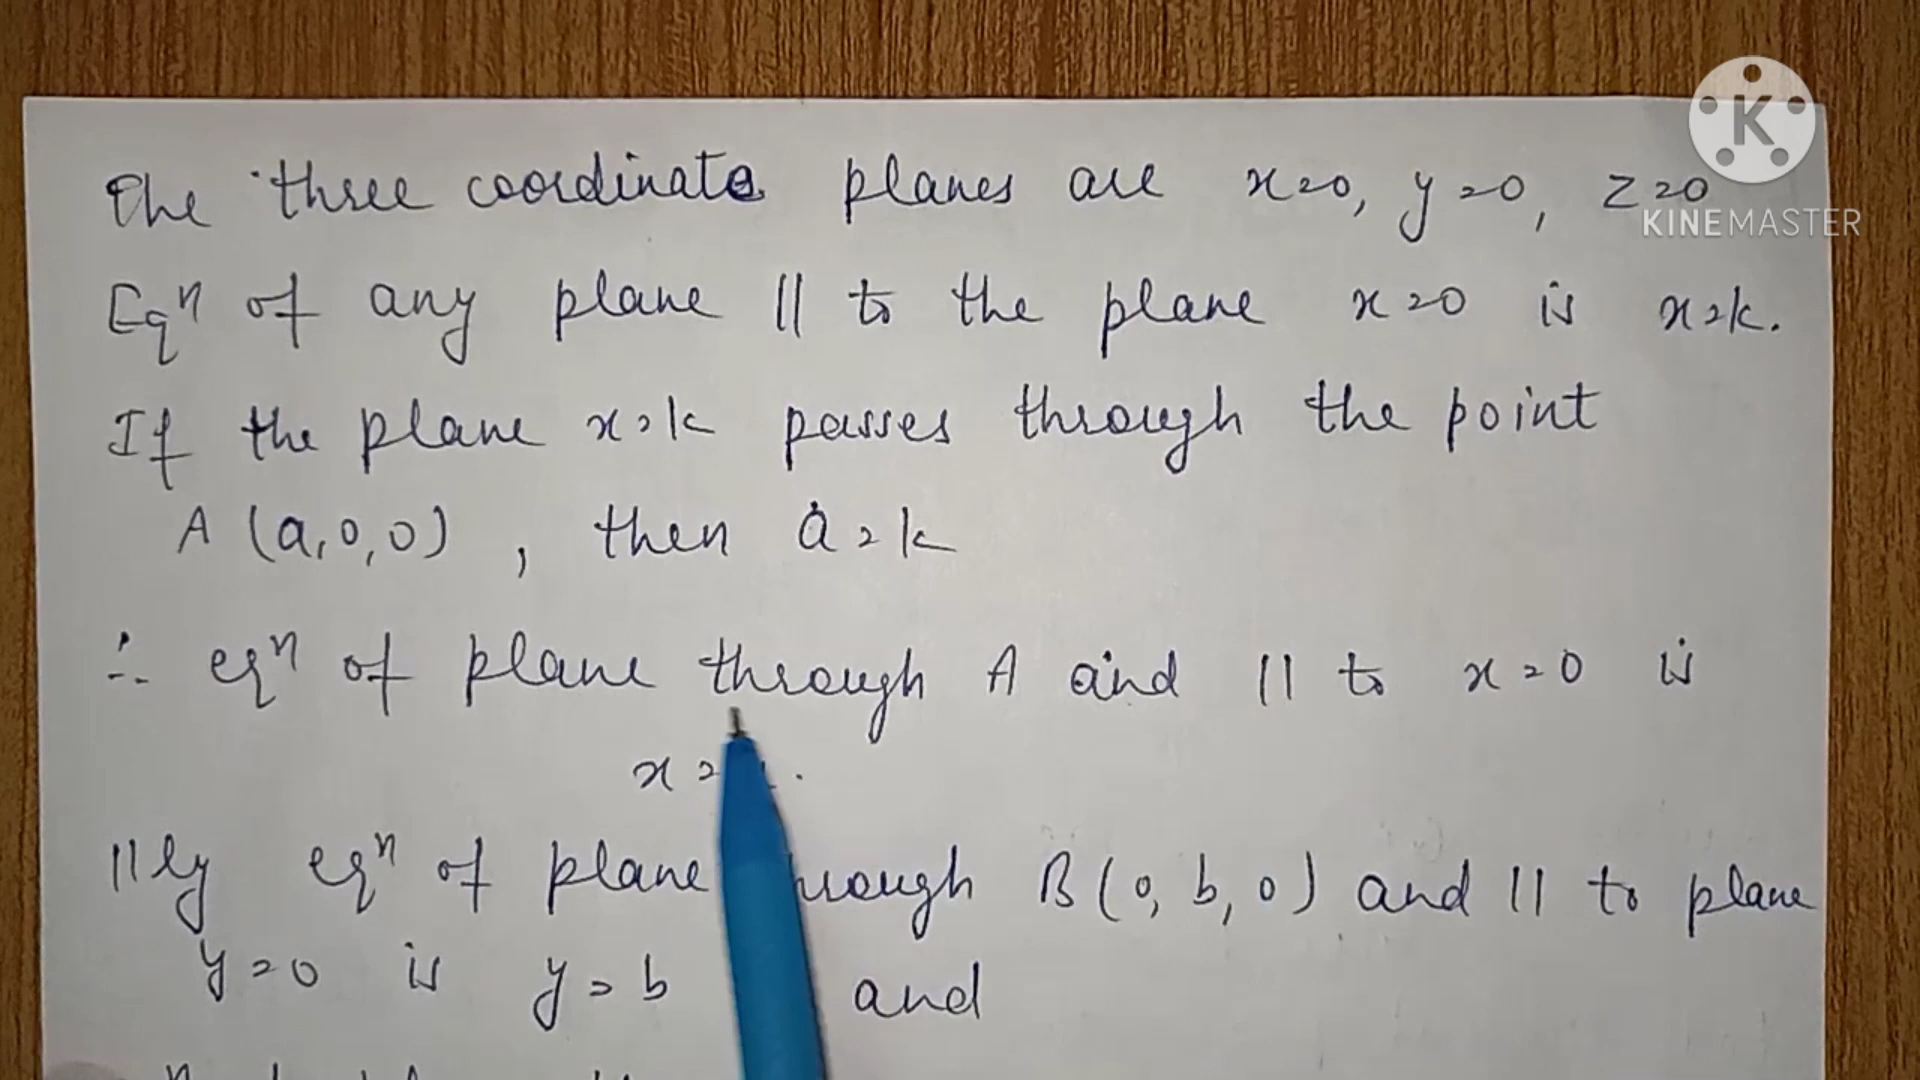 The three coordinate planes are x=0, y=0, z=0
KINEMASTER
Eqⁿ of any plane || to the plane x=0 is x=k.
If the plane x=k passes through the point
A (a,0,0) , then a=k
∴ eqⁿ of plane through A and || to x=0 is
x =
||ly eqⁿ of plane through B(0, b, 0) and || to plane
y=0 is y=b and